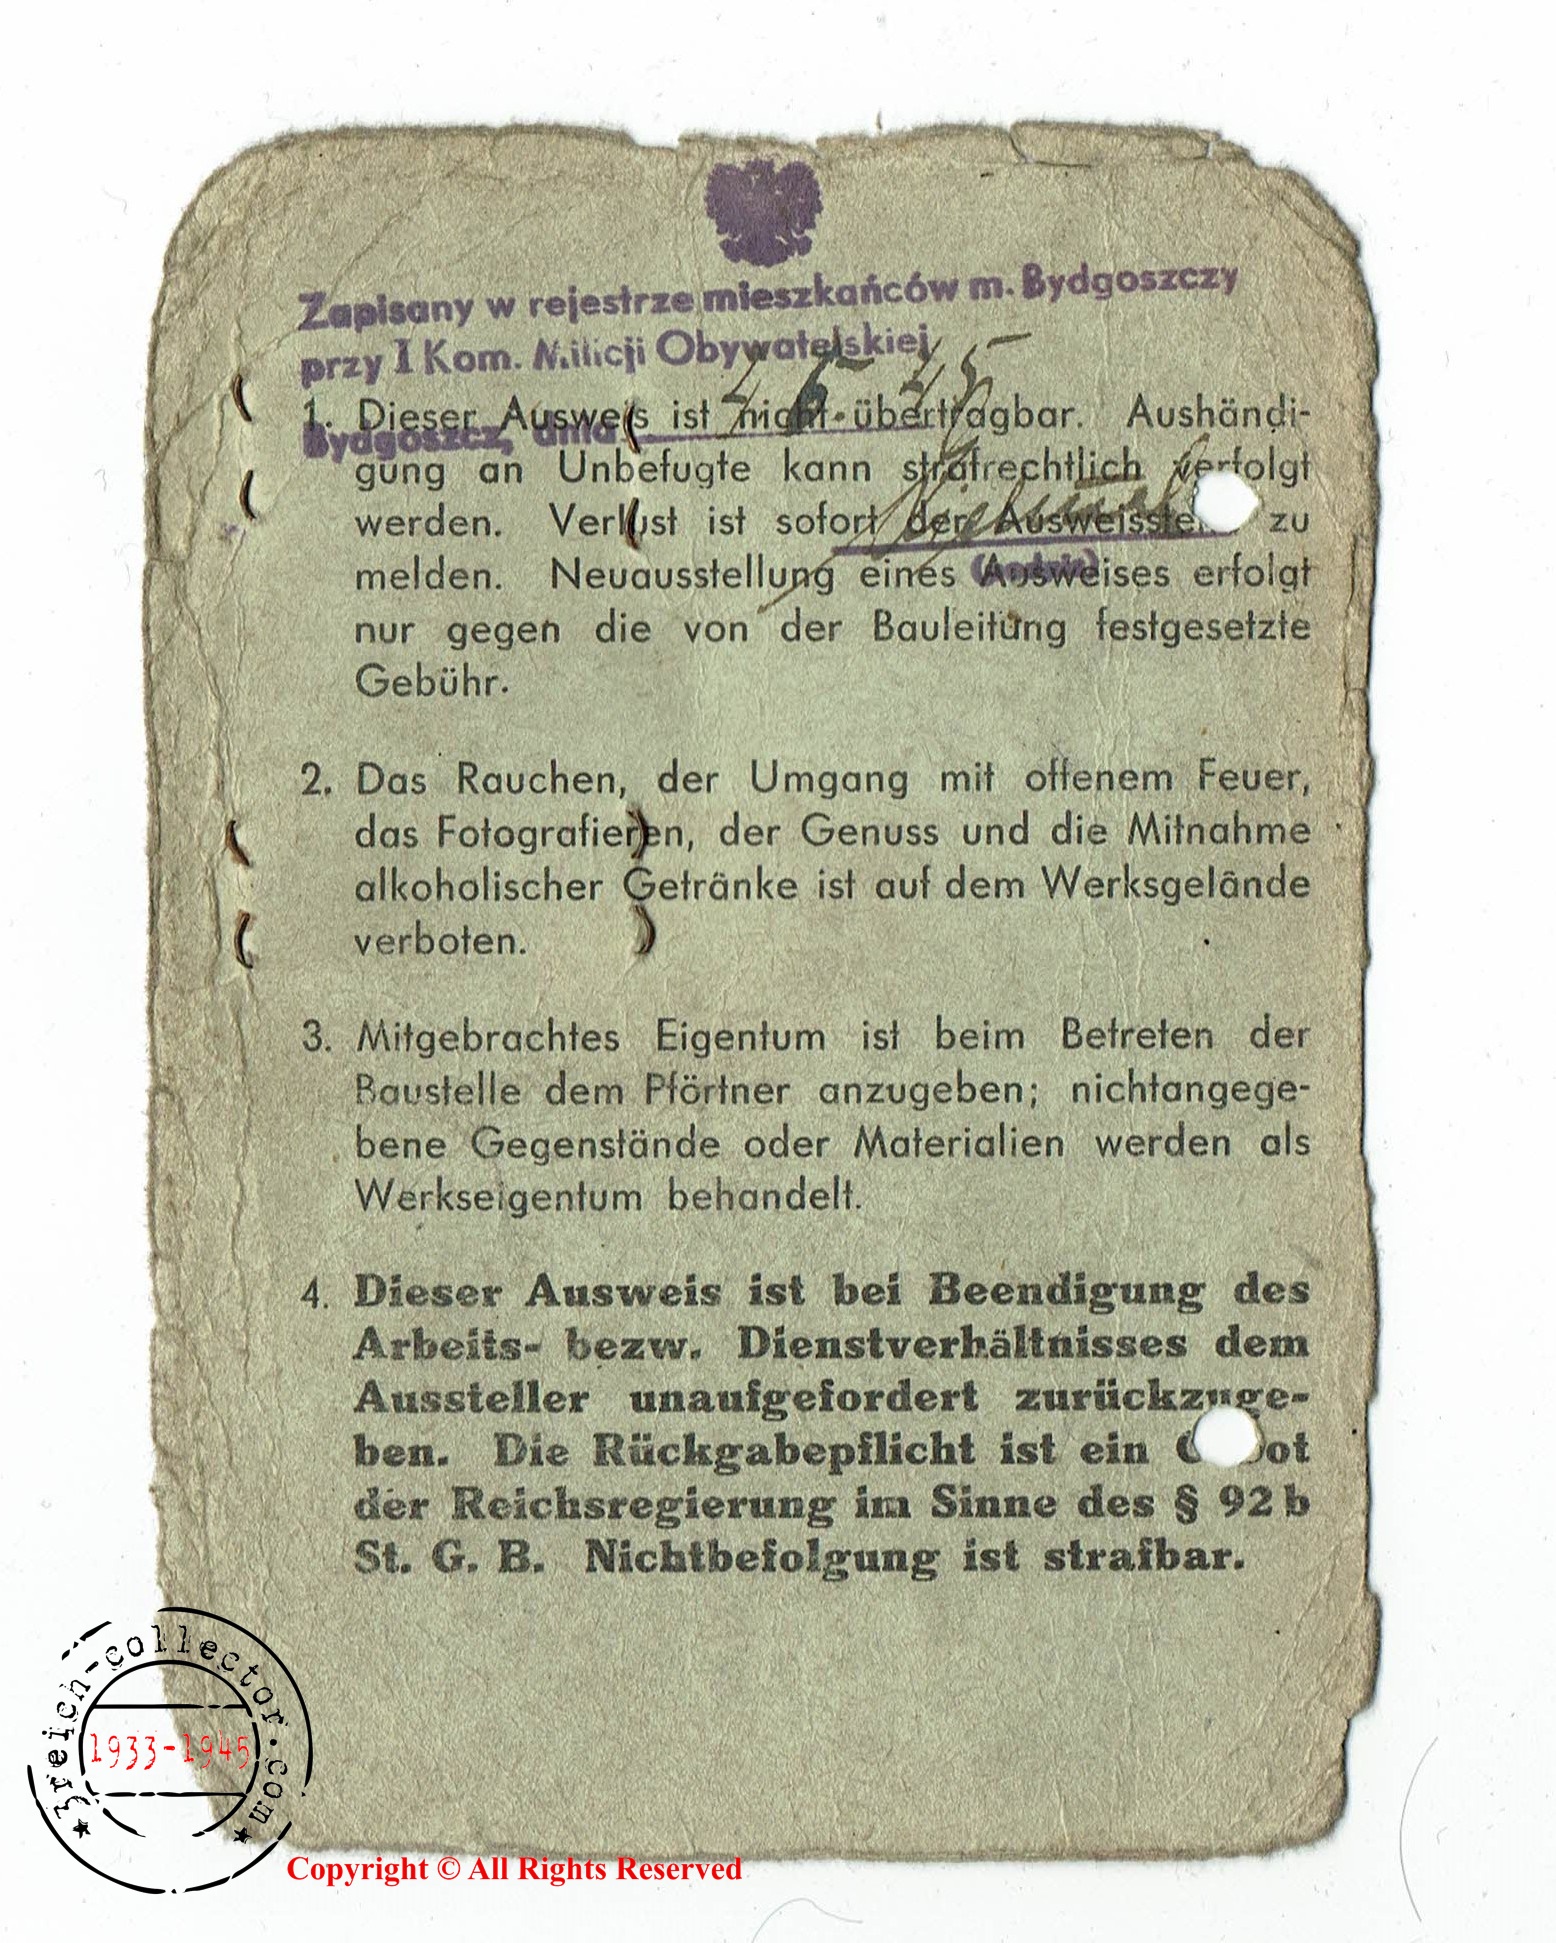 Zapisany w rejestrze mieszkańców m. Bydgoszczy
przy I Kom. Milicji Obywatelskiej
Bydgoszcz, dnia 4. 5. 45
1. Dieser Ausweis ist nicht übertragbar. Aushändi-
gung an Unbefugte kann strafrechtlich verfolgt
werden. Verlust ist sofort der Ausweisstelle zu
melden. Neuausstellung eines Ausweises erfolgt
nur gegen die von der Bauleitung festgesetzte
Gebühr.
2. Das Rauchen, der Umgang mit offenem Feuer,
das Fotografieren, der Genuss und die Mitnahme
alkoholischer Getränke ist auf dem Werksgelände
verboten.
3. Mitgebrachtes Eigentum ist beim Betreten der
Baustelle dem Pförtner anzugeben; nichtangege-
bene Gegenstände oder Materialien werden als
Werkseigentum behandelt.
4. Dieser Ausweis ist bei Beendigung des
Arbeits- bezw. Dienstverhältnisses dem
Aussteller unaufgefordert zurückzuge-
ben. Die Rückgabepflicht ist ein Gebot
der Reichsregierung im Sinne des § 92 b
St. G. B. Nichtbefolgung ist strafbar.
3reich-collector.com
1933-1945
Copyright © All Rights Reserved